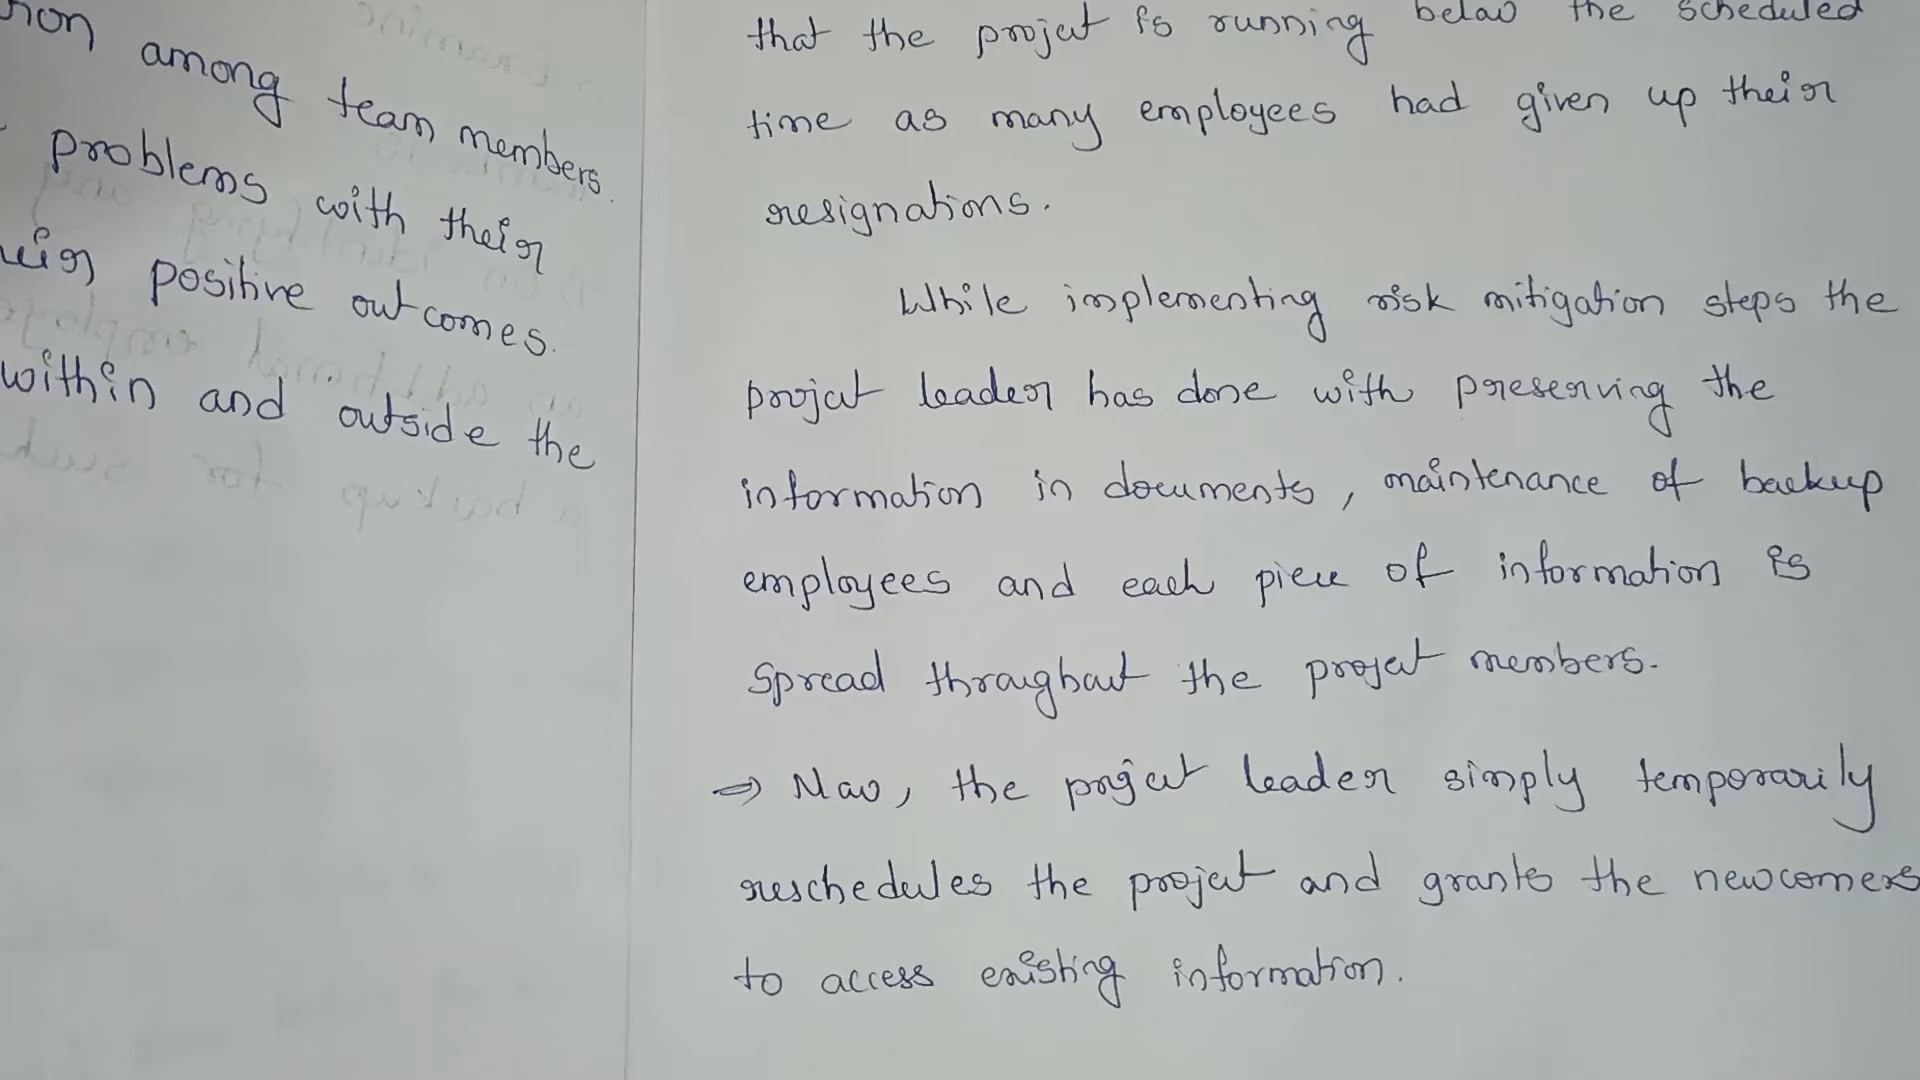 among team members.
problems with their
positive outcomes.
within and outside the
that the project is running below the scheduled
time as many employees had given up their
resignations.
While implementing risk mitigation steps the
project leader has done with preserving the
information in documents, maintenance of backup
employees and each piece of information is
spread throughout the project members.
⇒ Now, the project leader simply temporarily
reschedules the project and grants the newcomers
to access existing information.